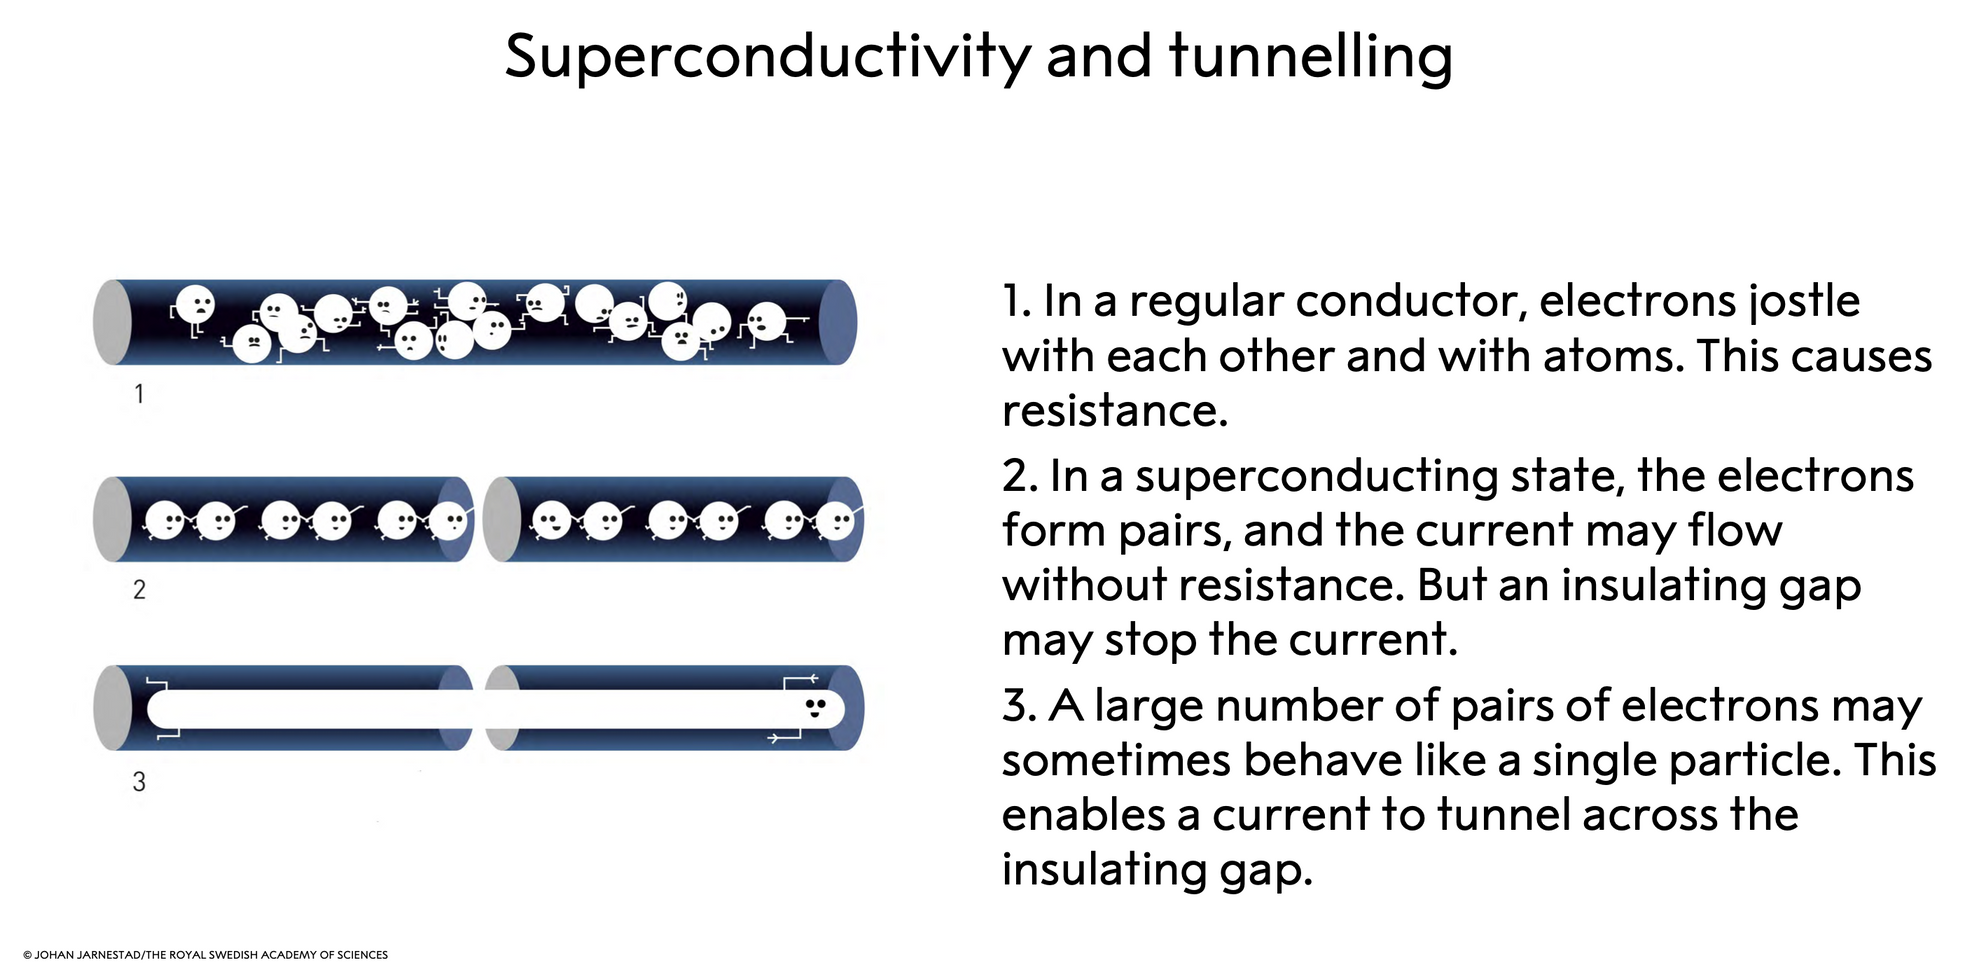 Superconductivity and tunnelling
1
2
3
1. In a regular conductor, electrons jostle
with each other and with atoms. This causes
resistance.
2. In a superconducting state, the electrons
form pairs, and the current may flow
without resistance. But an insulating gap
may stop the current.
3. A large number of pairs of electrons may
sometimes behave like a single particle. This
enables a current to tunnel across the
insulating gap.
© JOHAN JARNESTAD/THE ROYAL SWEDISH ACADEMY OF SCIENCES